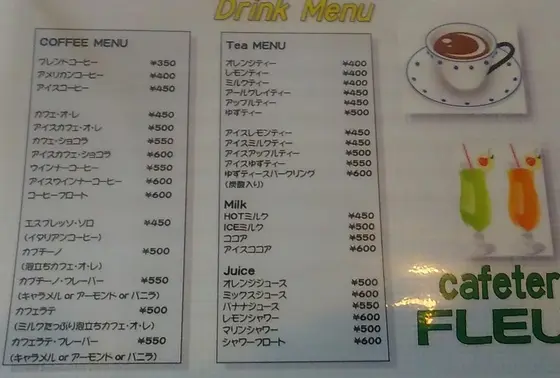 Drink Menu
COFFEE MENU
ブレンドコーヒー ¥350
アメリカンコーヒー ¥400
アイスコーヒー ¥450
カフェ・オ・レ ¥450
アイスカフェ・オ・レ ¥500
カフェ・ショコラ ¥550
アイスカフェ・ショコラ ¥600
ウインナーコーヒー ¥550
アイスウインナーコーヒー ¥600
コーヒーフロート ¥600
エスプレッソ・ソロ ¥450
(イタリアンコーヒー)
カプチーノ ¥500
(泡立ちカフェ・オ・レ)
カプチーノ・フレーバー ¥550
(キャラメル or アーモンド or バニラ)
カフェラテ ¥500
(ミルクたっぷり泡立ちカフェ・オ・レ)
カフェラテ・フレーバー ¥550
(キャラメル or アーモンド or バニラ)
Tea MENU
オレンジティー ¥400
レモンティー ¥400
ミルクティー ¥400
アールグレイティー ¥450
アップルティー ¥450
ゆずティー ¥500
アイスレモンティー ¥450
アイスミルクティー ¥450
アイスアップルティー ¥500
アイスゆずティー ¥550
ゆずティースパークリング ¥600
(炭酸入り)
Milk
HOTミルク ¥450
ICEミルク ¥500
ココア ¥550
アイスココア ¥600
Juice
オレンジジュース ¥500
ミックスジュース ¥600
バナナジュース ¥550
レモンシャワー ¥600
マリンシャワー ¥500
シャワーフロート ¥600
cafeter
FLEU